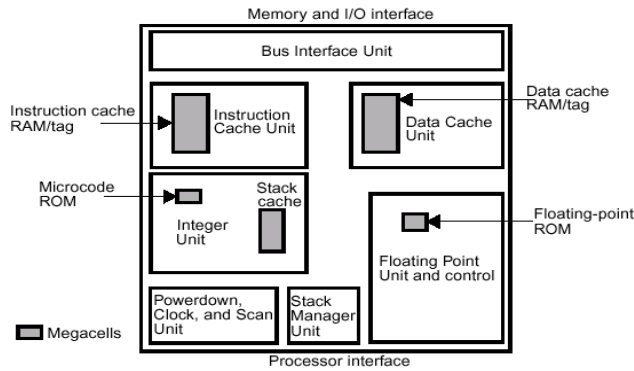 Memory and I/O interface
Bus Interface Unit
Instruction cache
RAM/tag
Instruction
Cache Unit
Data Cache
Unit
Data cache
RAM/tag
Microcode
ROM
Stack
cache
Integer
Unit
Floating-point
ROM
Floating Point
Unit and control
Powerdown,
Clock, and Scan
Unit
Stack
Manager
Unit
Megacells
Processor interface